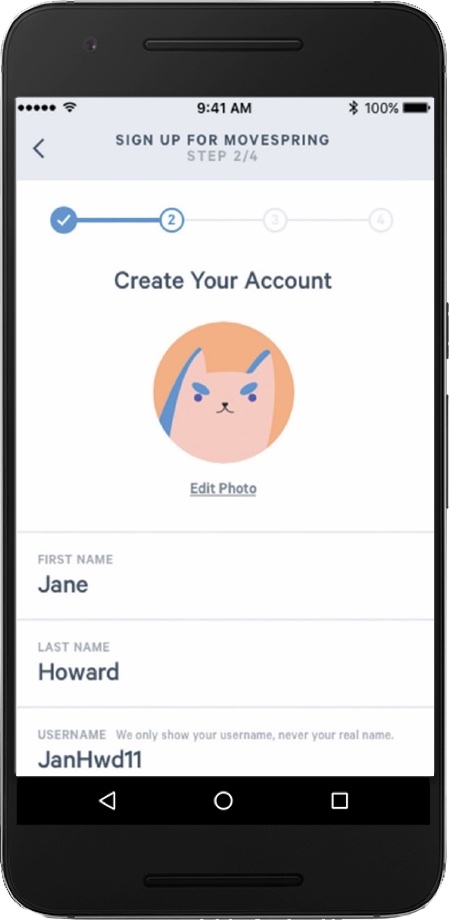 9:41 AM 100%
SIGN UP FOR MOVESPRING
STEP 2/4
2 3 4
Create Your Account
Edit Photo
FIRST NAME
Jane
LAST NAME
Howard
USERNAME We only show your username, never your real name.
JanHwd11